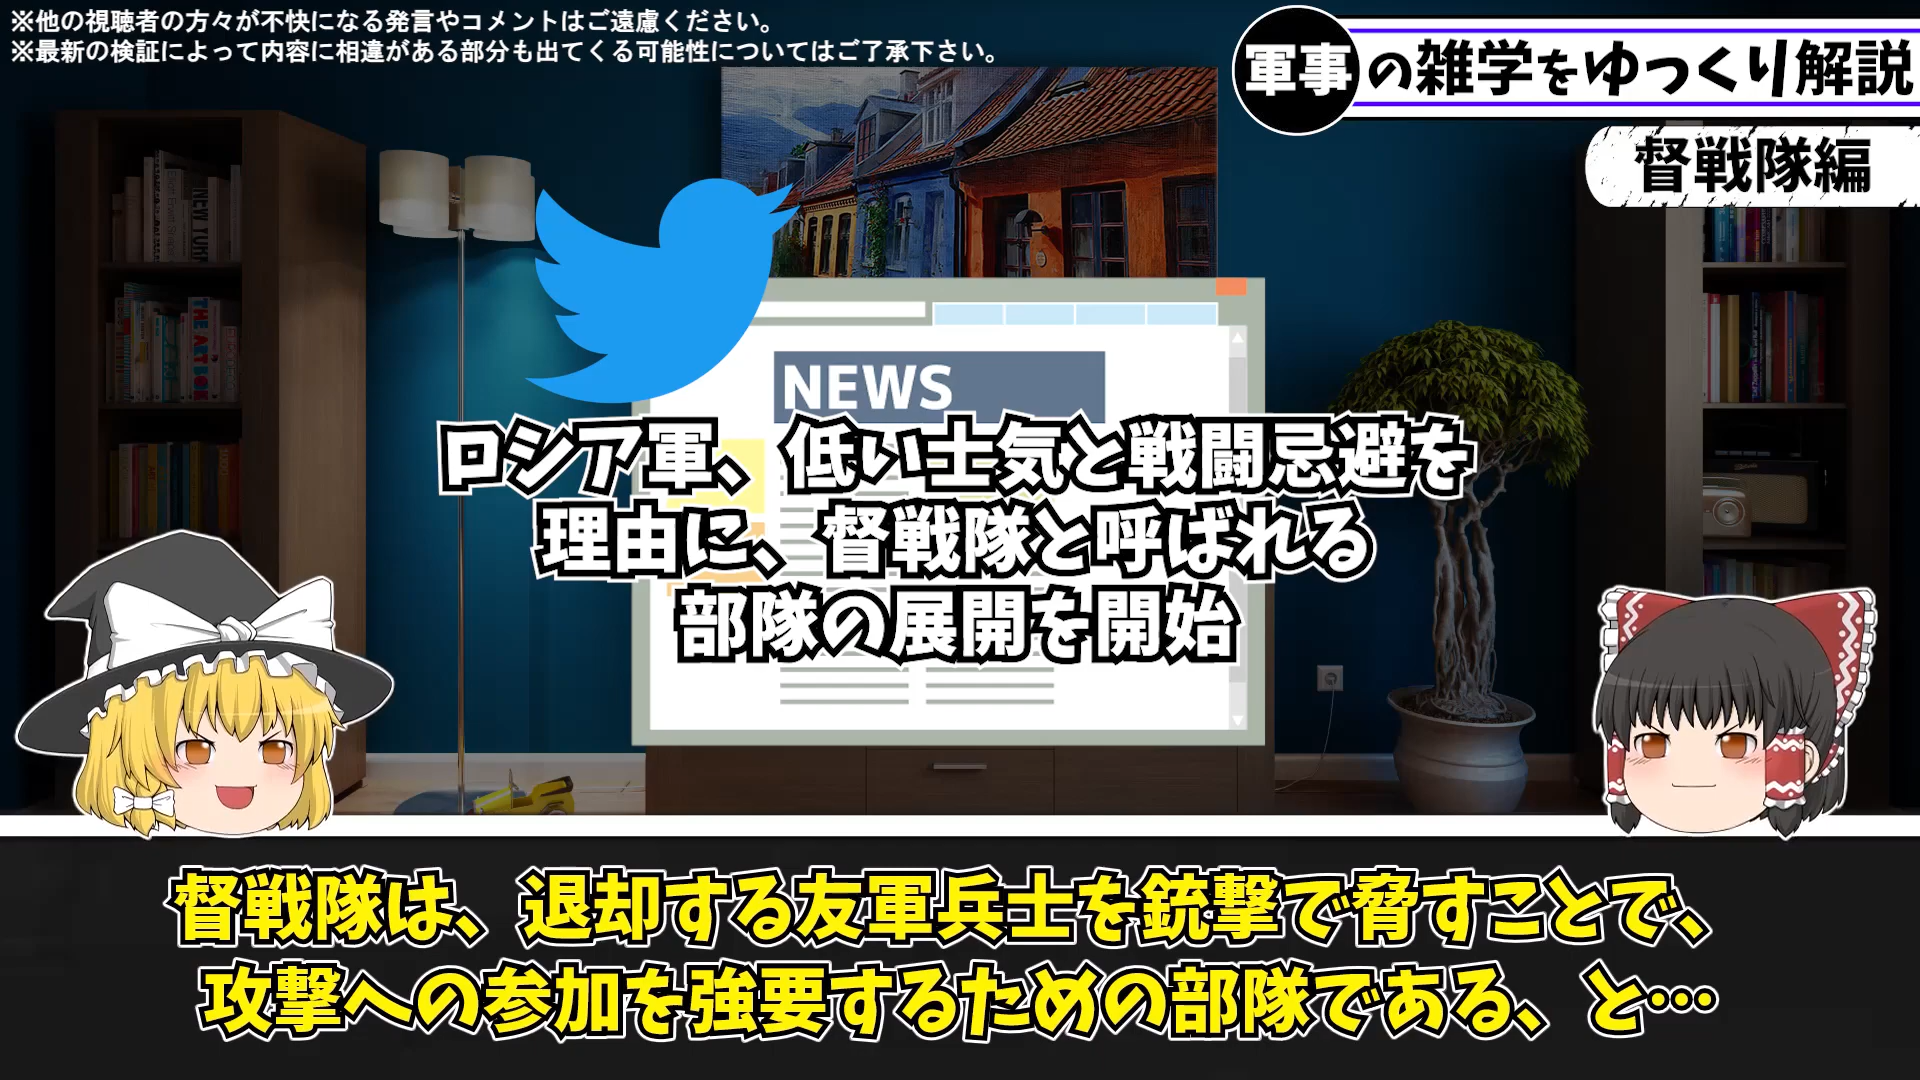 ※他の視聴者の方々が不快になる発言やコメントはご遠慮ください。
※最新の検証によって内容に相違がある部分も出てくる可能性についてはご了承下さい。
軍事の雑学をゆっくり解説
督戦隊編
NEWS
ロシア軍、低い士気と戦闘忌避を
理由に、督戦隊と呼ばれる
部隊の展開を開始
督戦隊は、退却する友軍兵士を銃撃で脅すことで、
攻撃への参加を強要するための部隊である、と…